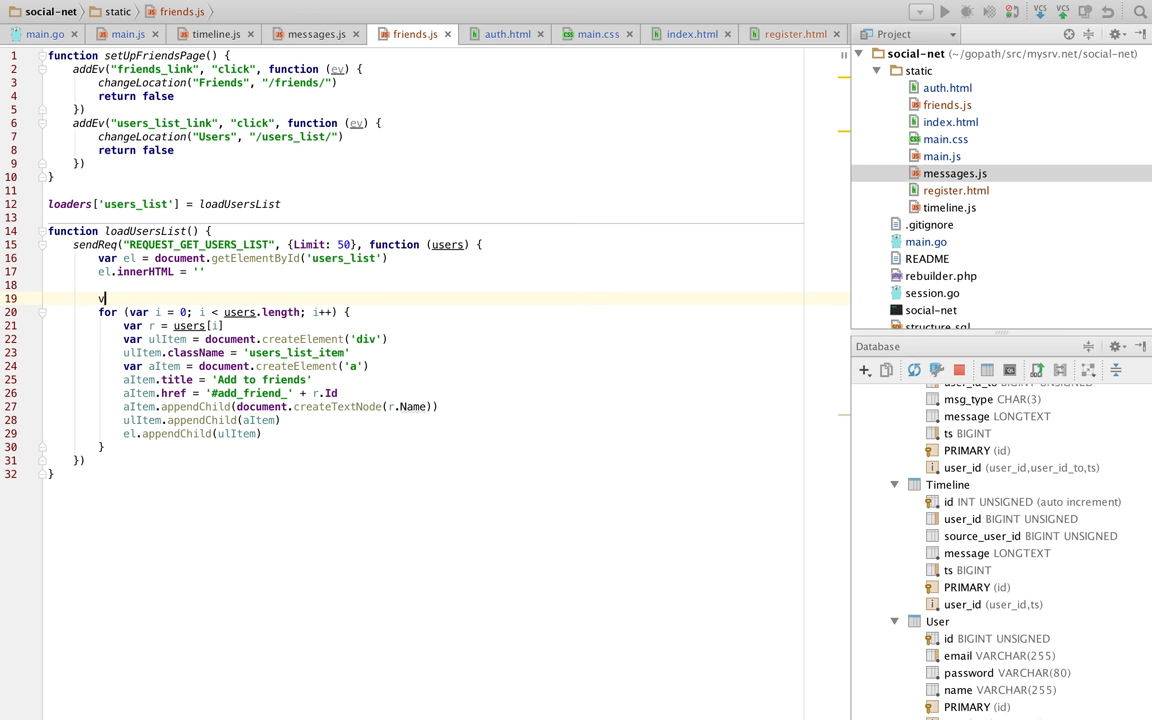 social-net static friends.js
main.go main.js timeline.js messages.js friends.js auth.html main.css index.html register.html
1 function setUpFriendsPage() {
2 addEv("friends_link", "click", function (ev) {
3 changeLocation("Friends", "/friends/")
4 return false
5 })
6 addEv("users_list_link", "click", function (ev) {
7 changeLocation("Users", "/users_list/")
8 return false
9 })
10 }
11
12 loaders['users_list'] = loadUsersList
13
14 function loadUsersList() {
15 sendReq("REQUEST_GET_USERS_LIST", {Limit: 50}, function (users) {
16 var el = document.getElementById('users_list')
17 el.innerHTML = ''
18
19 v
20 for (var i = 0; i < users.length; i++) {
21 var r = users[i]
22 var ulItem = document.createElement('div')
23 ulItem.className = 'users_list_item'
24 var aItem = document.createElement('a')
25 aItem.title = 'Add to friends'
26 aItem.href = '#add_friend_' + r.Id
27 aItem.appendChild(document.createTextNode(r.Name))
28 ulItem.appendChild(aItem)
29 el.appendChild(ulItem)
30 }
31 })
32 }
VCS VCS
Project
social-net (~/gopath/src/mysrv.net/social-net)
static
auth.html
friends.js
index.html
main.css
main.js
messages.js
register.html
timeline.js
.gitignore
main.go
README
rebuilder.php
session.go
social-net
structure.sql
Database
user_id_to BIGINT UNSIGNED
msg_type CHAR(3)
message LONGTEXT
ts BIGINT
PRIMARY (id)
user_id (user_id,user_id_to,ts)
Timeline
id INT UNSIGNED (auto increment)
user_id BIGINT UNSIGNED
source_user_id BIGINT UNSIGNED
message LONGTEXT
ts BIGINT
PRIMARY (id)
user_id (user_id,ts)
User
id BIGINT UNSIGNED
email VARCHAR(255)
password VARCHAR(80)
name VARCHAR(255)
PRIMARY (id)